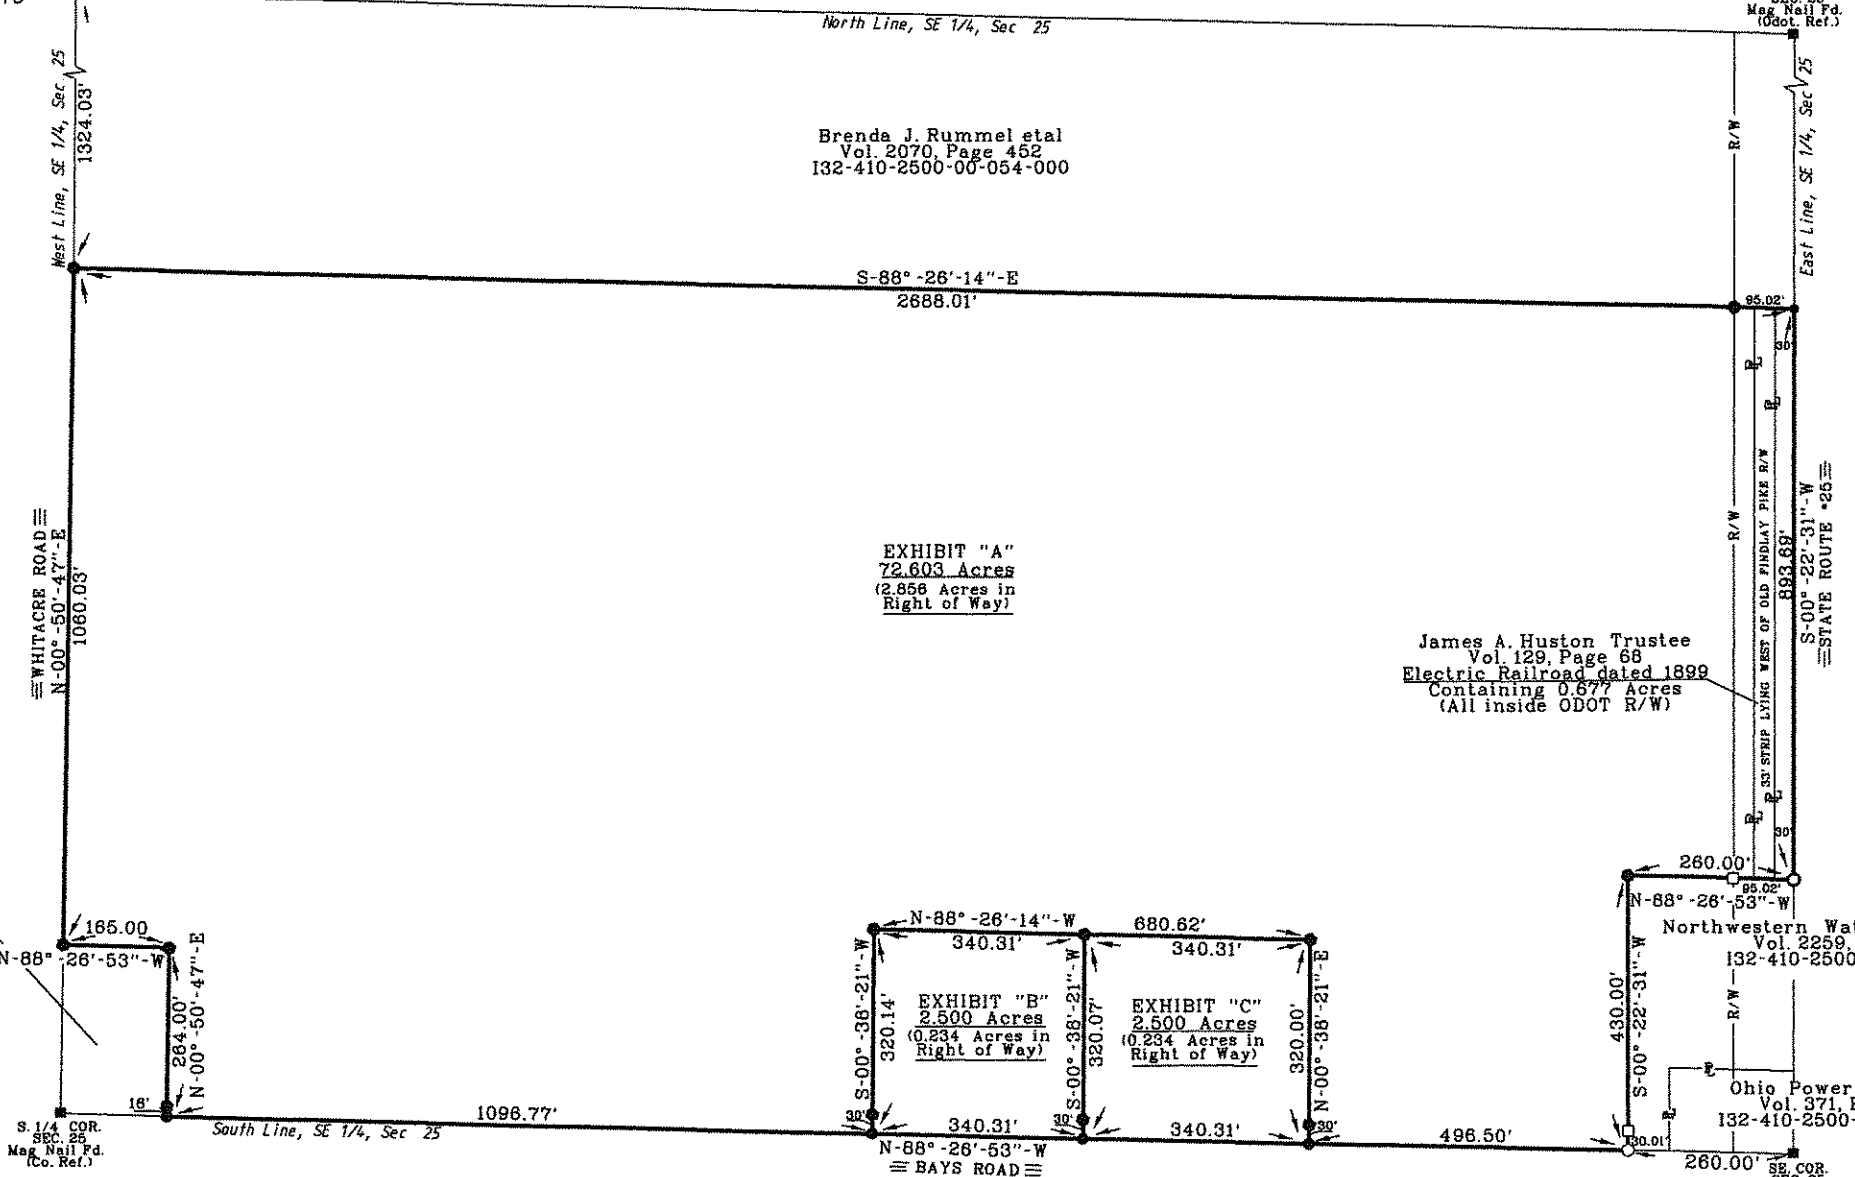 North Line, SE 1/4, Sec 25
Mag Nail Fd.
(Odot. Ref.)
West Line, SE 1/4, Sec 25
1324.03'
Brenda J. Rummel etal
Vol. 2070, Page 452
I32-410-2500-00-054-000
R/W
East Line, SE 1/4, Sec 25
S-88°-26'-14"-E
2688.01'
95.02'
30'
PL
PL
WHITACRE ROAD
N-00°-50'-47"-E
1060.03'
EXHIBIT "A"
72.603 Acres
(2.856 Acres in
Right of Way)
R/W
33' STRIP LYING WEST OF OLD FINDLAY PIKE R/W
893.69'
S-00°-22'-31"-W
STATE ROUTE •25
James A. Huston Trustee
Vol. 129, Page 68
Electric Railroad dated 1899
Containing 0.677 Acres
(All inside ODOT R/W)
PL
PL
30'
260.00'
95.02'
N-88°-26'-53"-W
165.00
N-88°-26'-53"-W
264.00'
N-00°-50'-47"-E
16'
N-88°-26'-14"-W
680.62'
340.31'
340.31'
S-00°-38'-21"-W
320.14'
EXHIBIT "B"
2.500 Acres
(0.234 Acres in
Right of Way)
S-00°-38'-21"-W
320.07'
EXHIBIT "C"
2.500 Acres
(0.234 Acres in
Right of Way)
320.00'
N-00°-38'-21"-E
430.00'
S-00°-22'-31"-W
Northwestern Wat
Vol. 2259,
I32-410-2500
R/W
PL
PL
Ohio Power
Vol. 371, P
I32-410-2500-
30'
30'
30'
30.01'
1096.77'
340.31'
340.31'
496.50'
260.00'
South Line, SE 1/4, Sec 25
N-88°-26'-53"-W
BAYS ROAD
S. 1/4 COR.
SEC. 25
Mag Nail Fd.
(Co. Ref.)
SE. COR.